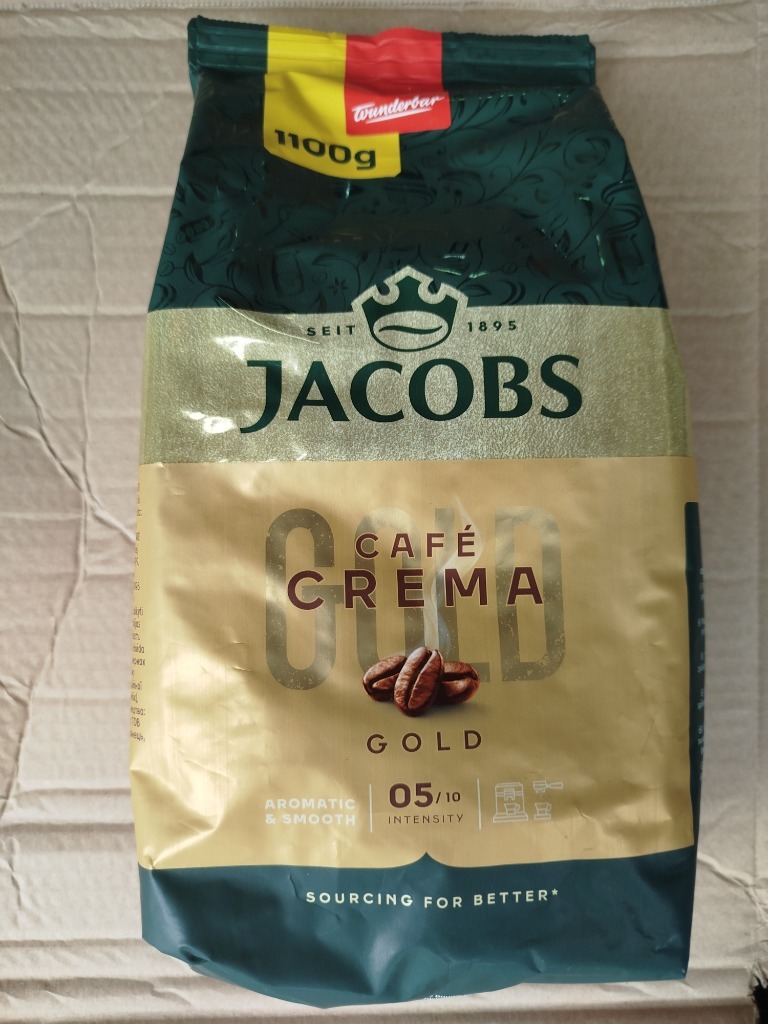 Wunderbar
1100g
SEIT 1895
JACOBS
GOLD
CAFÉ
CREMA
GOLD
AROMATIC
& SMOOTH
05/10
INTENSITY
SOURCING FOR BETTER*